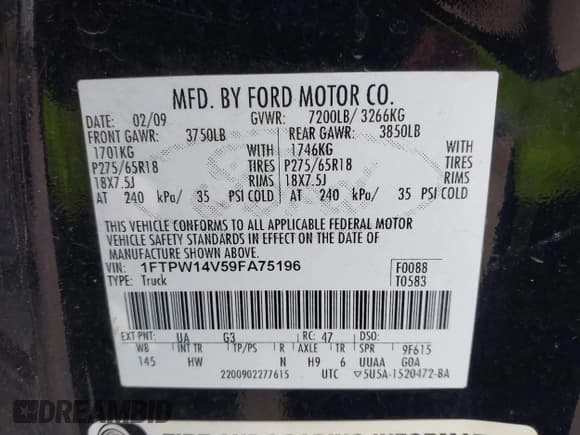 MFD. BY FORD MOTOR CO.
DATE: 02/09 GVWR: 7200LB/ 3266KG
FRONT GAWR: 3750LB REAR GAWR: 3850LB
1701KG WITH 1746KG WITH
P275/65R18 TIRES P275/65R18 TIRES
18X7.5J RIMS 18X7.5J RIMS
AT 240 kPa/ 35 PSI COLD AT 240 kPa/ 35 PSI COLD
THIS VEHICLE CONFORMS TO ALL APPLICABLE FEDERAL MOTOR
VEHICLE SAFETY STANDARDS IN EFFECT ON THE DATE OF
MANUFACTURE SHOWN ABOVE.
VIN: 1FTPW14V59FA75196 F0088
TYPE: Truck T0583
EXT PNT: UA G3 RC: 47 DSO:
WB INT TR TP/PS R AXLE TR SPR 9F615
145 HW N H9 6 UUAA G0A
2200902277615 UTC 5U5A-1520472-BA
DREAMBID